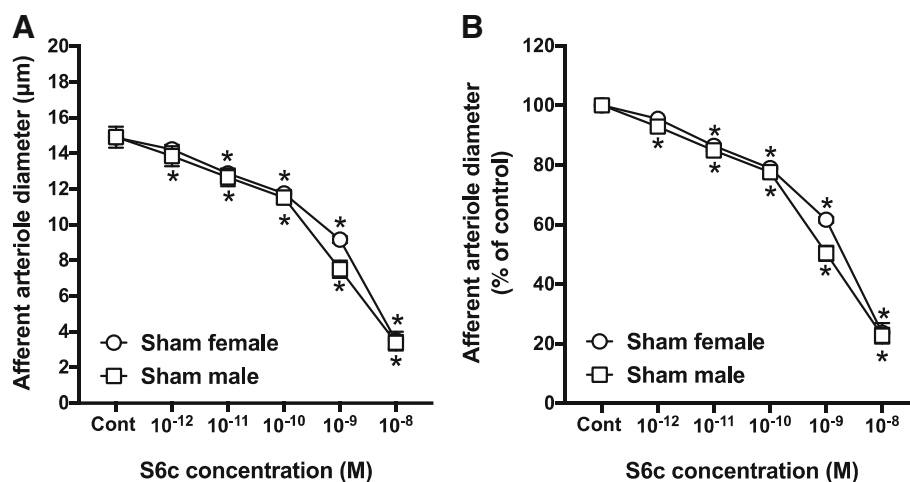 A
Afferent arteriole diameter (µm)
20
18
16
14
12
10
8
6
4
2
0
* * * *
* * * * *
Sham female
Sham male
Cont 10⁻¹² 10⁻¹¹ 10⁻¹⁰ 10⁻⁹ 10⁻⁸
S6c concentration (M)
B
Afferent arteriole diameter
(% of control)
120
100
80
60
40
20
0
* * * *
* * * * *
Sham female
Sham male
Cont 10⁻¹² 10⁻¹¹ 10⁻¹⁰ 10⁻⁹ 10⁻⁸
S6c concentration (M)